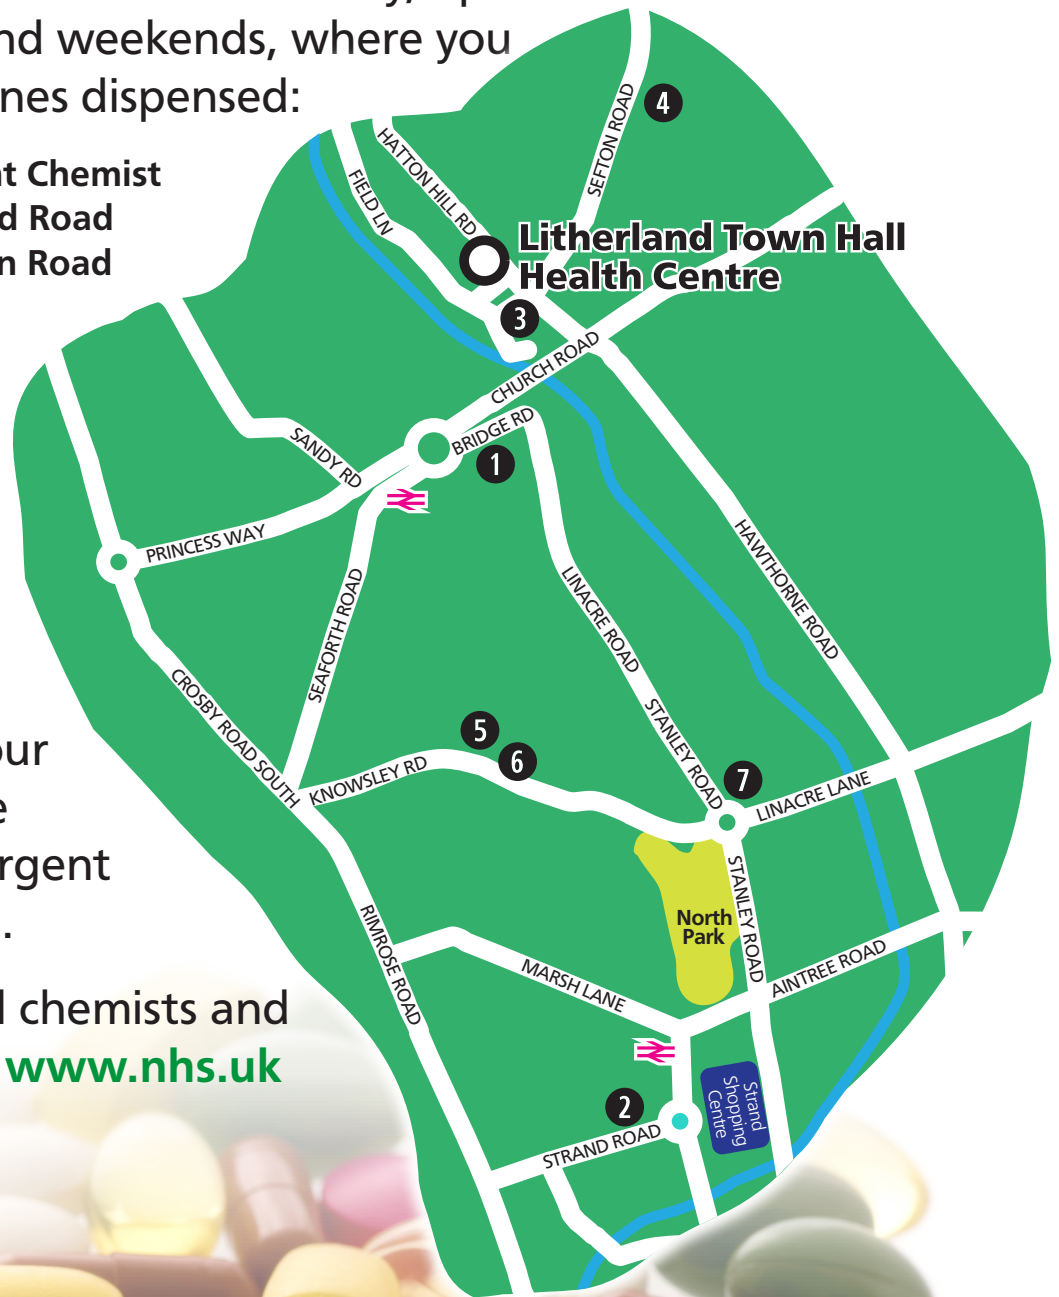 nd weekends, where you
nes dispensed:
t Chemist
d Road
n Road
SEFTON ROAD
4
HATTON HILL RD
FIELD LN
Litherland Town Hall
Health Centre
3
CHURCH ROAD
BRIDGE RD
1
SANDY RD
PRINCESS WAY
HAWTHORNE ROAD
SEAFORTH ROAD
LINACRE ROAD
CROSBY ROAD SOUTH
STANLEY ROAD
5
6
7
KNOWSLEY RD
LINACRE LANE
our
e
rgent
.
STANLEY ROAD
North
Park
RIMROSE ROAD
MARSH LANE
AINTREE ROAD
l chemists and
www.nhs.uk
Strand
Shopping
Centre
2
STRAND ROAD